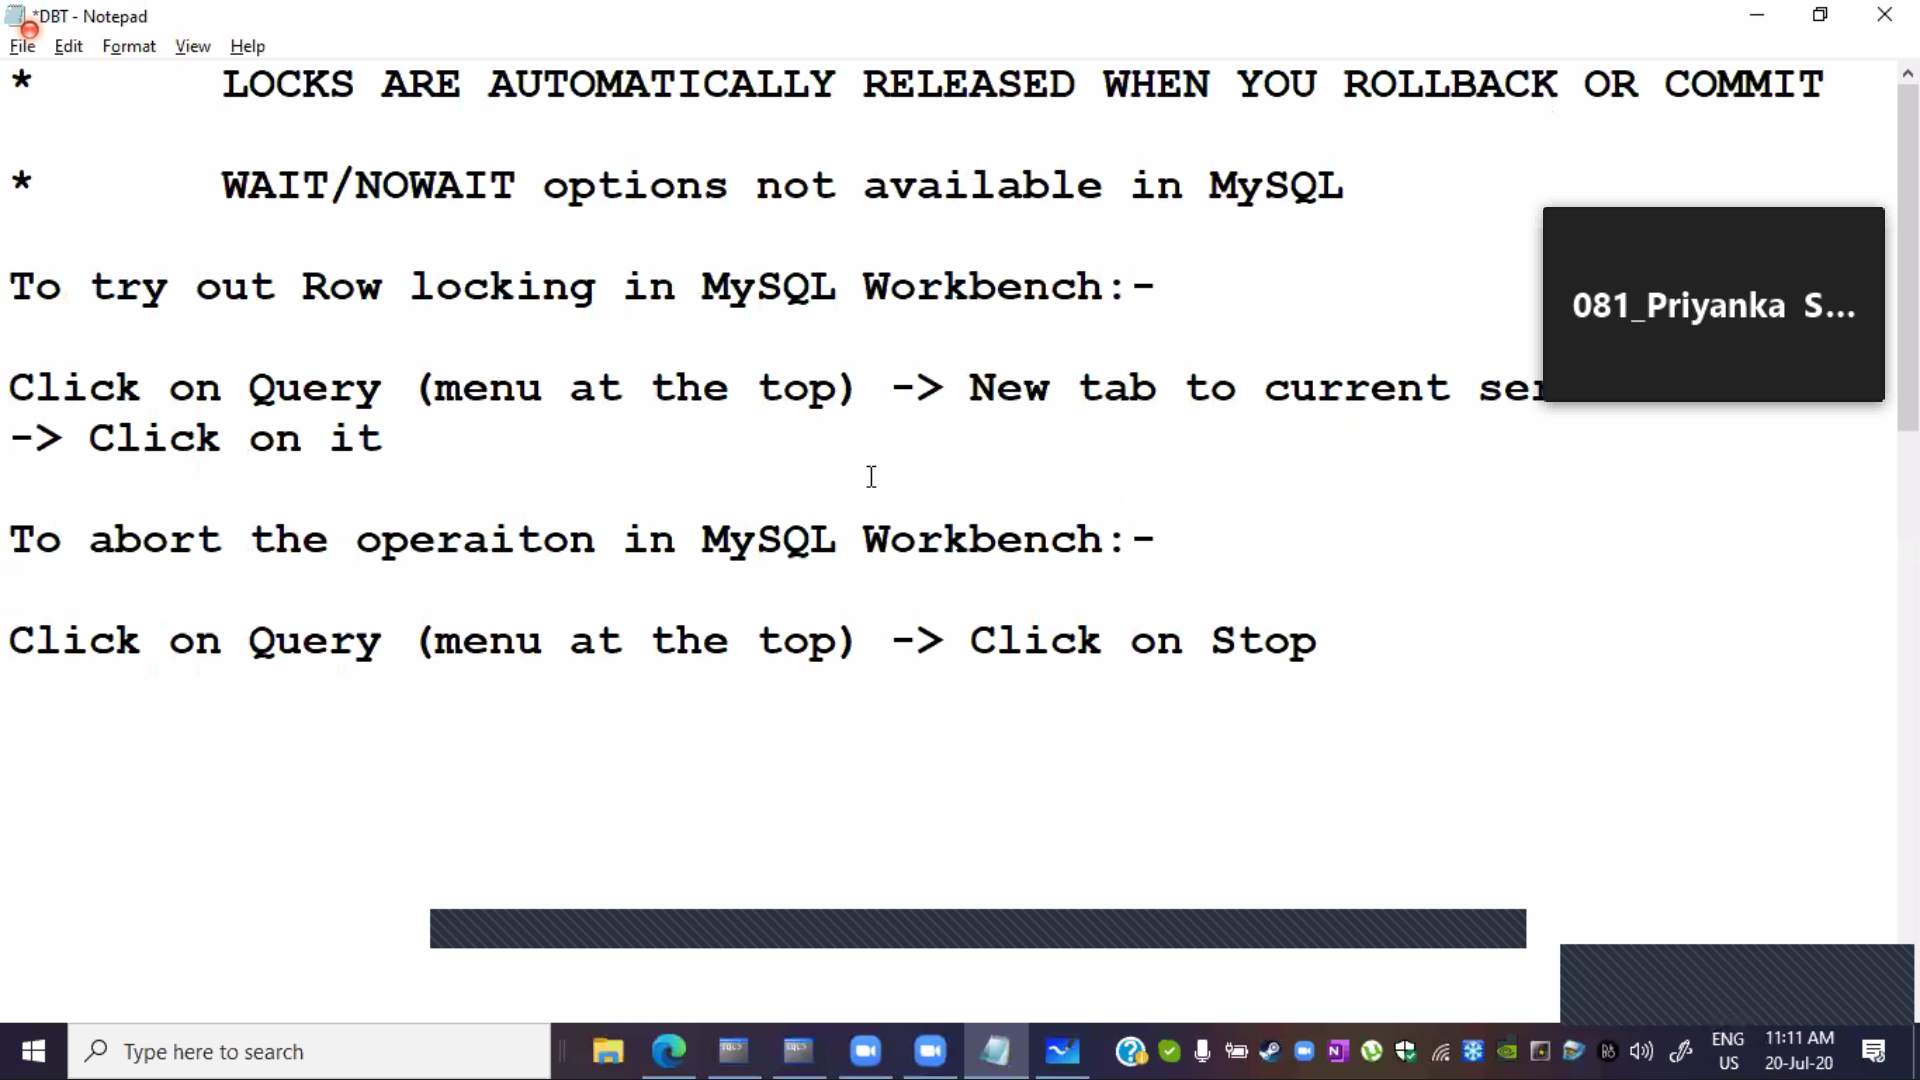 *DBT - Notepad
File Edit Format View Help
* LOCKS ARE AUTOMATICALLY RELEASED WHEN YOU ROLLBACK OR COMMIT
* WAIT/NOWAIT options not available in MySQL
To try out Row locking in MySQL Workbench:-
081_Priyanka S...
Click on Query (menu at the top) -> New tab to current
-> Click on it
To abort the operaiton in MySQL Workbench:-
Click on Query (menu at the top) -> Click on Stop
Type here to search
ENG 11:11 AM
US 20-Jul-20